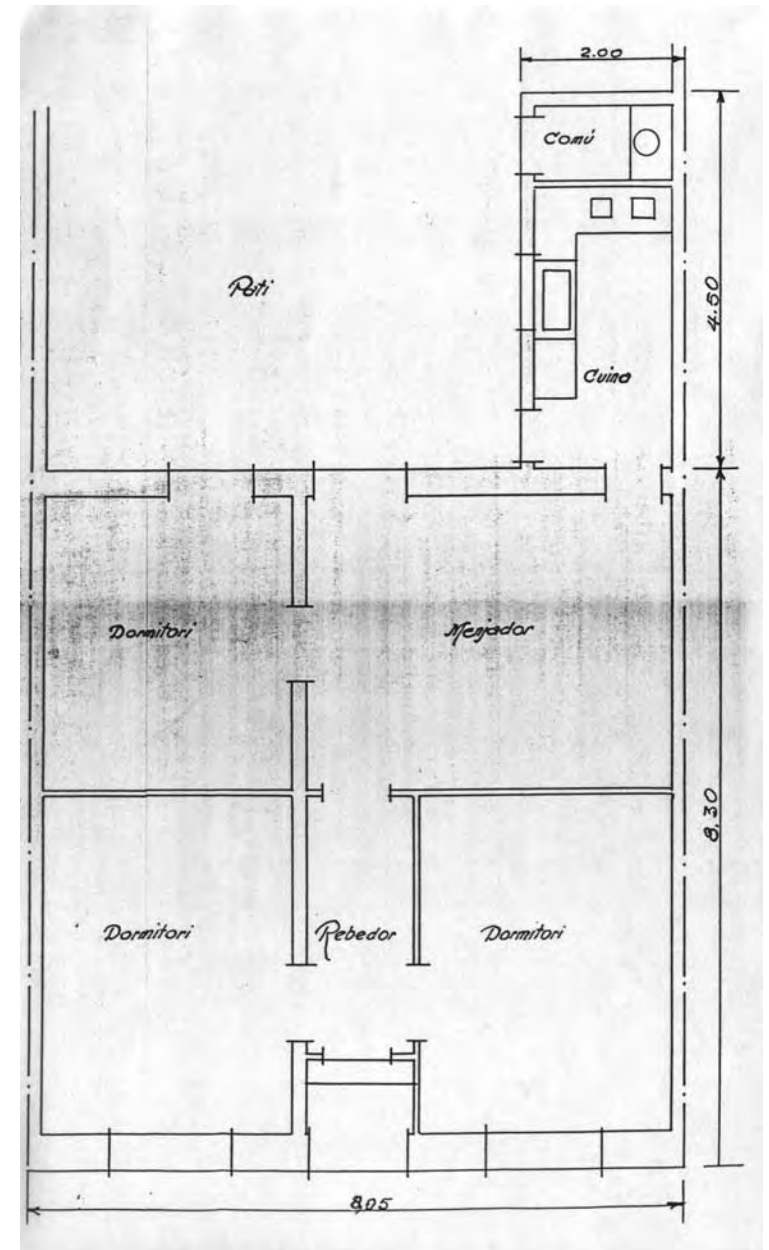 2.00
Comú
Pati
4.50
Cuina
Dormitori
Menjador
8.30
Dormitori
Rebedor
Dormitori
8,05